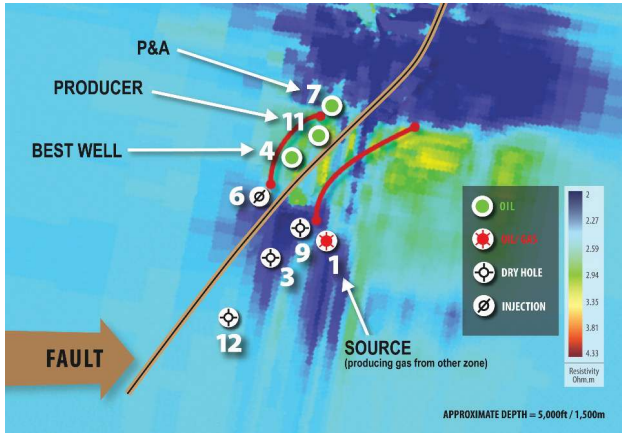 P&A
PRODUCER
BEST WELL
7
11
4
6
9
3
1
12
FAULT
SOURCE
(producing gas from other zone)
OIL
OIL/GAS
DRY HOLE
INJECTION
2
2.27
2.59
2.94
3.35
3.81
4.33
Resistivity
Ohm.m
APPROXIMATE DEPTH = 5,000ft / 1,500m